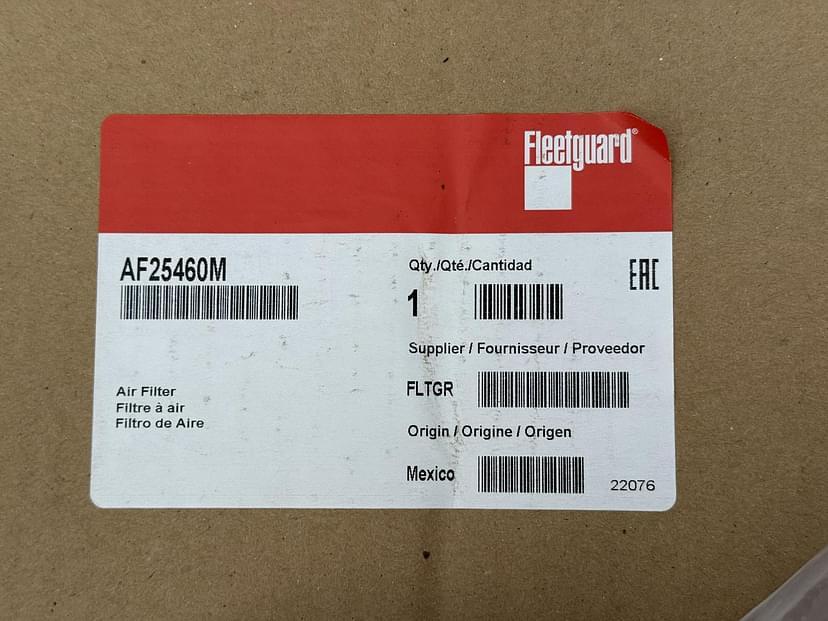 Fleetguard®
AF25460M
Qty./Qté./Cantidad
EAC
1
Supplier / Fournisseur / Proveedor
Air Filter
Filtre à air
Filtro de Aire
FLTGR
Origin / Origine / Origen
Mexico
22076